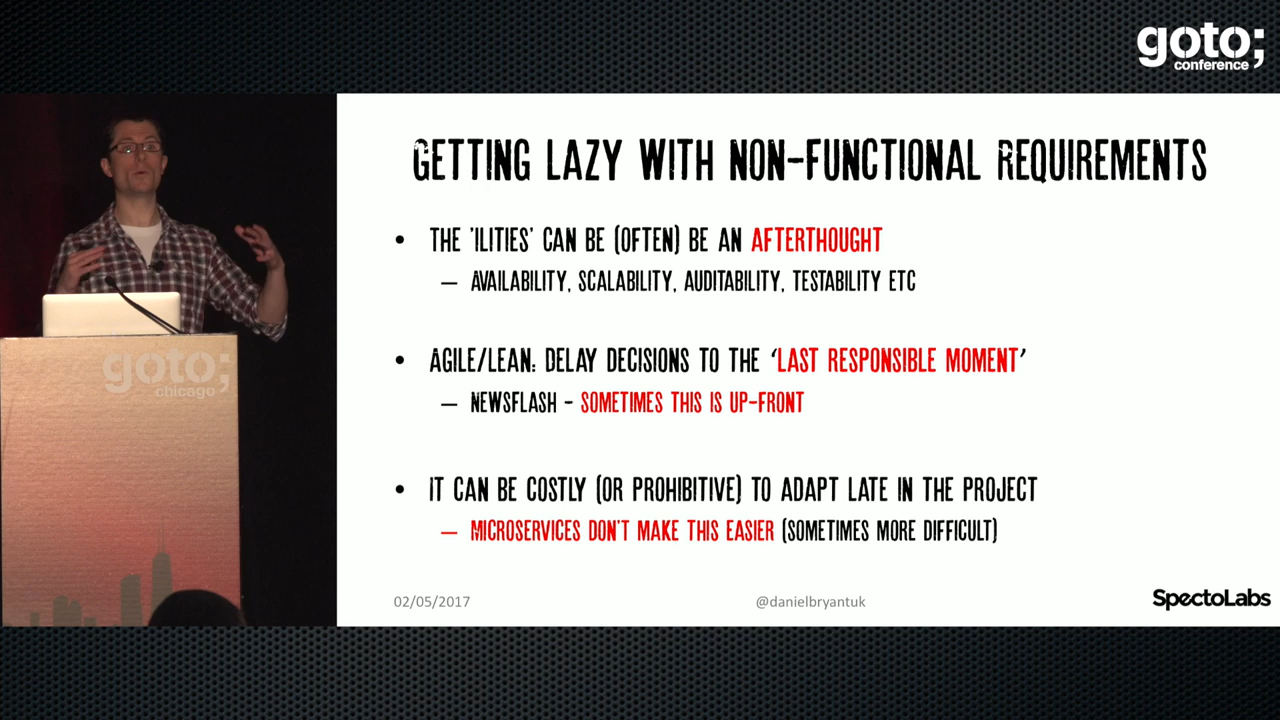 goto;
conference
GETTING LAZY WITH NON-FUNCTIONAL REQUIREMENTS
• THE 'ILITIES' CAN BE (OFTEN) BE AN AFTERTHOUGHT
– AVAILABILITY, SCALABILITY, AUDITABILITY, TESTABILITY ETC
• AGILE/LEAN: DELAY DECISIONS TO THE ‘LAST RESPONSIBLE MOMENT’
– NEWSFLASH - SOMETIMES THIS IS UP-FRONT
• IT CAN BE COSTLY (OR PROHIBITIVE) TO ADAPT LATE IN THE PROJECT
– MICROSERVICES DON'T MAKE THIS EASIER (SOMETIMES MORE DIFFICULT)
02/05/2017
@danielbryantuk
SpectoLabs
goto;
chicago